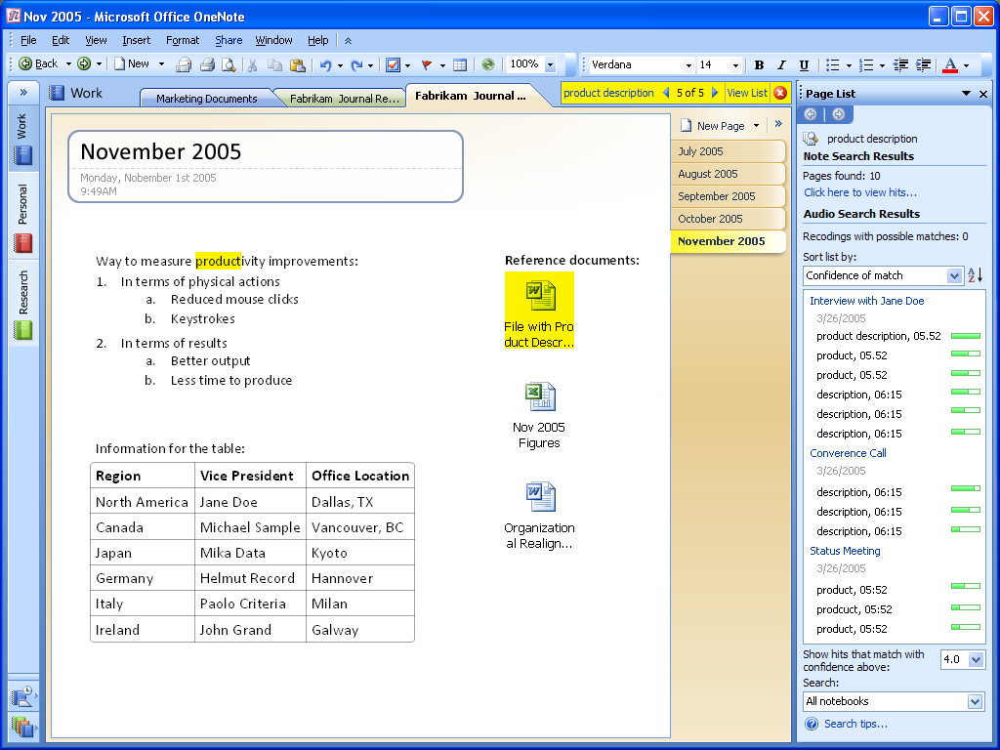 Nov 2005 - Microsoft Office OneNote
File Edit View Insert Format Share Window Help
Back New 100% Verdana 14 B I U A
Work
Marketing Documents
Fabrikam Journal Re...
Fabrikam Journal ...
product description 5 of 5 View List
Work
Personal
Research
November 2005
Monday, Nobember 1st 2005
9:49AM
Way to measure productivity improvements:
1. In terms of physical actions
a. Reduced mouse clicks
b. Keystrokes
2. In terms of results
a. Better output
b. Less time to produce
Information for the table:
Region Vice President Office Location
North America Jane Doe Dallas, TX
Canada Michael Sample Vancouver, BC
Japan Mika Data Kyoto
Germany Helmut Record Hannover
Italy Paolo Criteria Milan
Ireland John Grand Galway
Reference documents:
File with Pro
duct Descr...
Nov 2005
Figures
Organization
al Realign...
New Page
July 2005
August 2005
September 2005
October 2005
November 2005
Page List
product description
Note Search Results
Pages found: 10
Click here to view hits...
Audio Search Results
Recodings with possible matches: 0
Sort list by:
Confidence of match
Interview with Jane Doe
3/26/2005
product description, 05.52
product, 05.52
product, 05.52
description, 06:15
description, 06:15
description, 06:15
Converence Call
3/26/2005
description, 06:15
description, 06:15
description, 06:15
Status Meeting
3/26/2005
product, 05:52
prodcuct, 05:52
product, 05:52
Show hits that match with
confidence above:
4.0
Search:
All notebooks
Search tips...